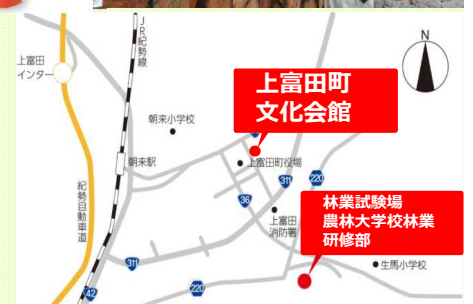 JR紀勢線
上富田
インター
N
上富田町
文化会館
朝来小学校
朝来駅
上富田町役場
311
220
36
紀勢自動車道
上富田
消防署
林業試験場
農林大学校林業
研修部
生馬小学校
311
42
220